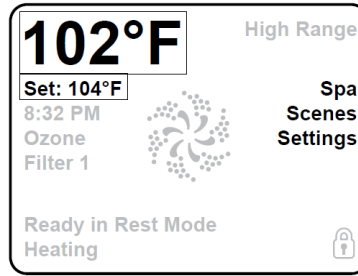 102°F
High Range
Set: 104°F
Spa
8:32 PM
Scenes
Ozone
Settings
Filter 1
Ready in Rest Mode
Heating